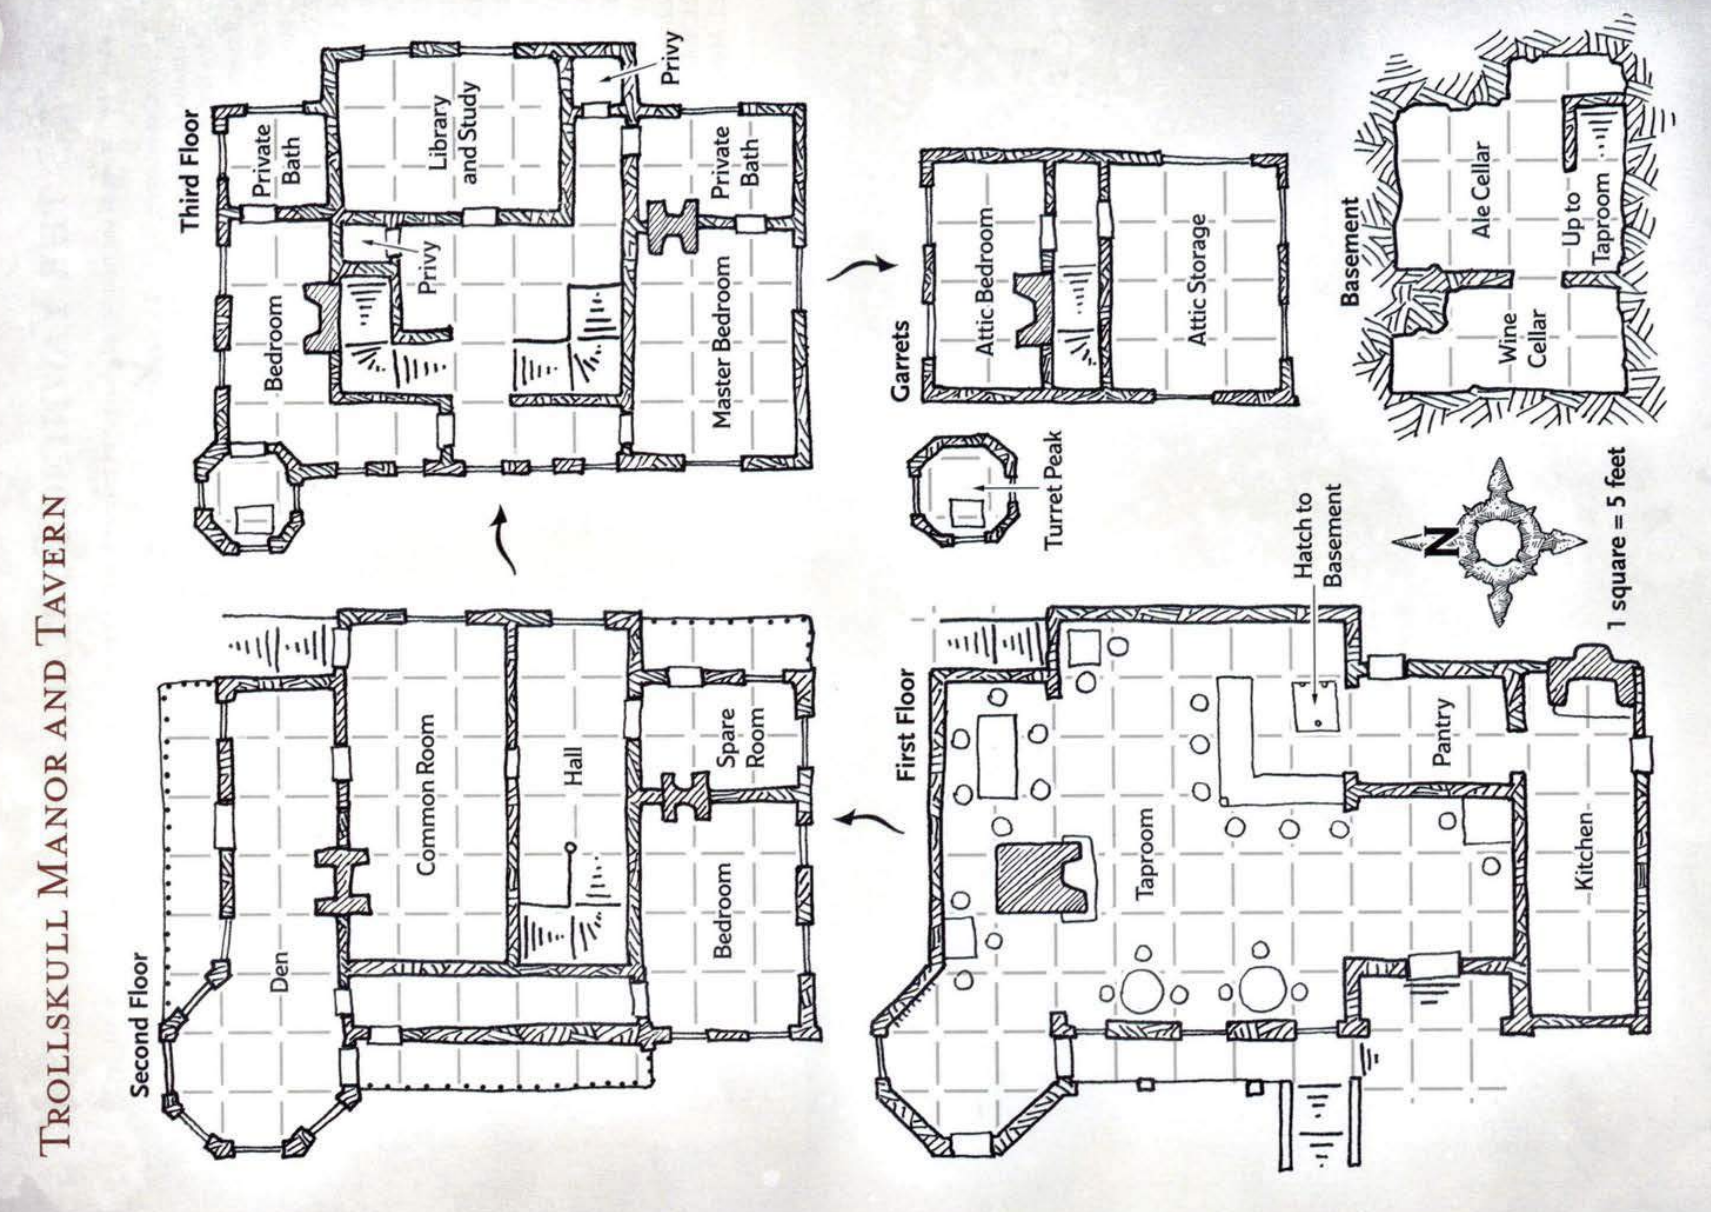 TROLLSKULL MANOR AND TAVERN
Second Floor
Den
Common Room
Hall
Bedroom
Spare
Room
Third Floor
Bedroom
Private
Bath
Library
and Study
Privy
Privy
Private
Bath
Master Bedroom
First Floor
Taproom
Pantry
Kitchen
Hatch to
Basement
Garrets
Attic Bedroom
Attic Storage
Turret Peak
Basement
Ale Cellar
Wine
Cellar
Up to
Taproom
N
1 square = 5 feet